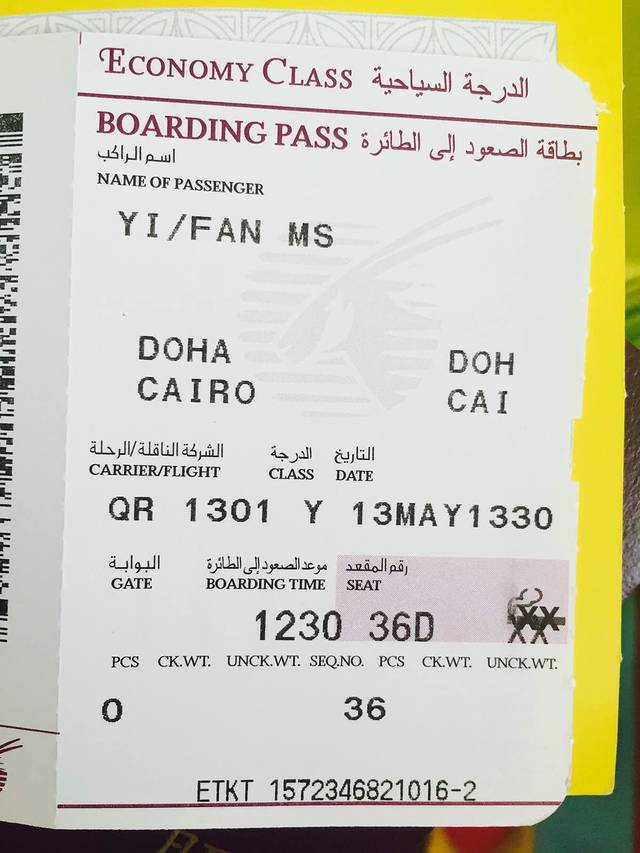 ECONOMY CLASS الدرجة السياحية
BOARDING PASS بطاقة الصعود إلى الطائرة
اسم الراكب
NAME OF PASSENGER
YI/FAN MS
DOHA DOH
CAIRO CAI
الشركة الناقلة/الرحلة الدرجة التاريخ
CARRIER/FLIGHT CLASS DATE
QR 1301 Y 13MAY1330
البوابة موعد الصعود إلى الطائرة رقم المقعد
GATE BOARDING TIME SEAT
1230 36D XX
PCS CK.WT. UNCK.WT. SEQ.NO. PCS CK.WT. UNCK.WT.
0 36
ETKT 1572346821016-2